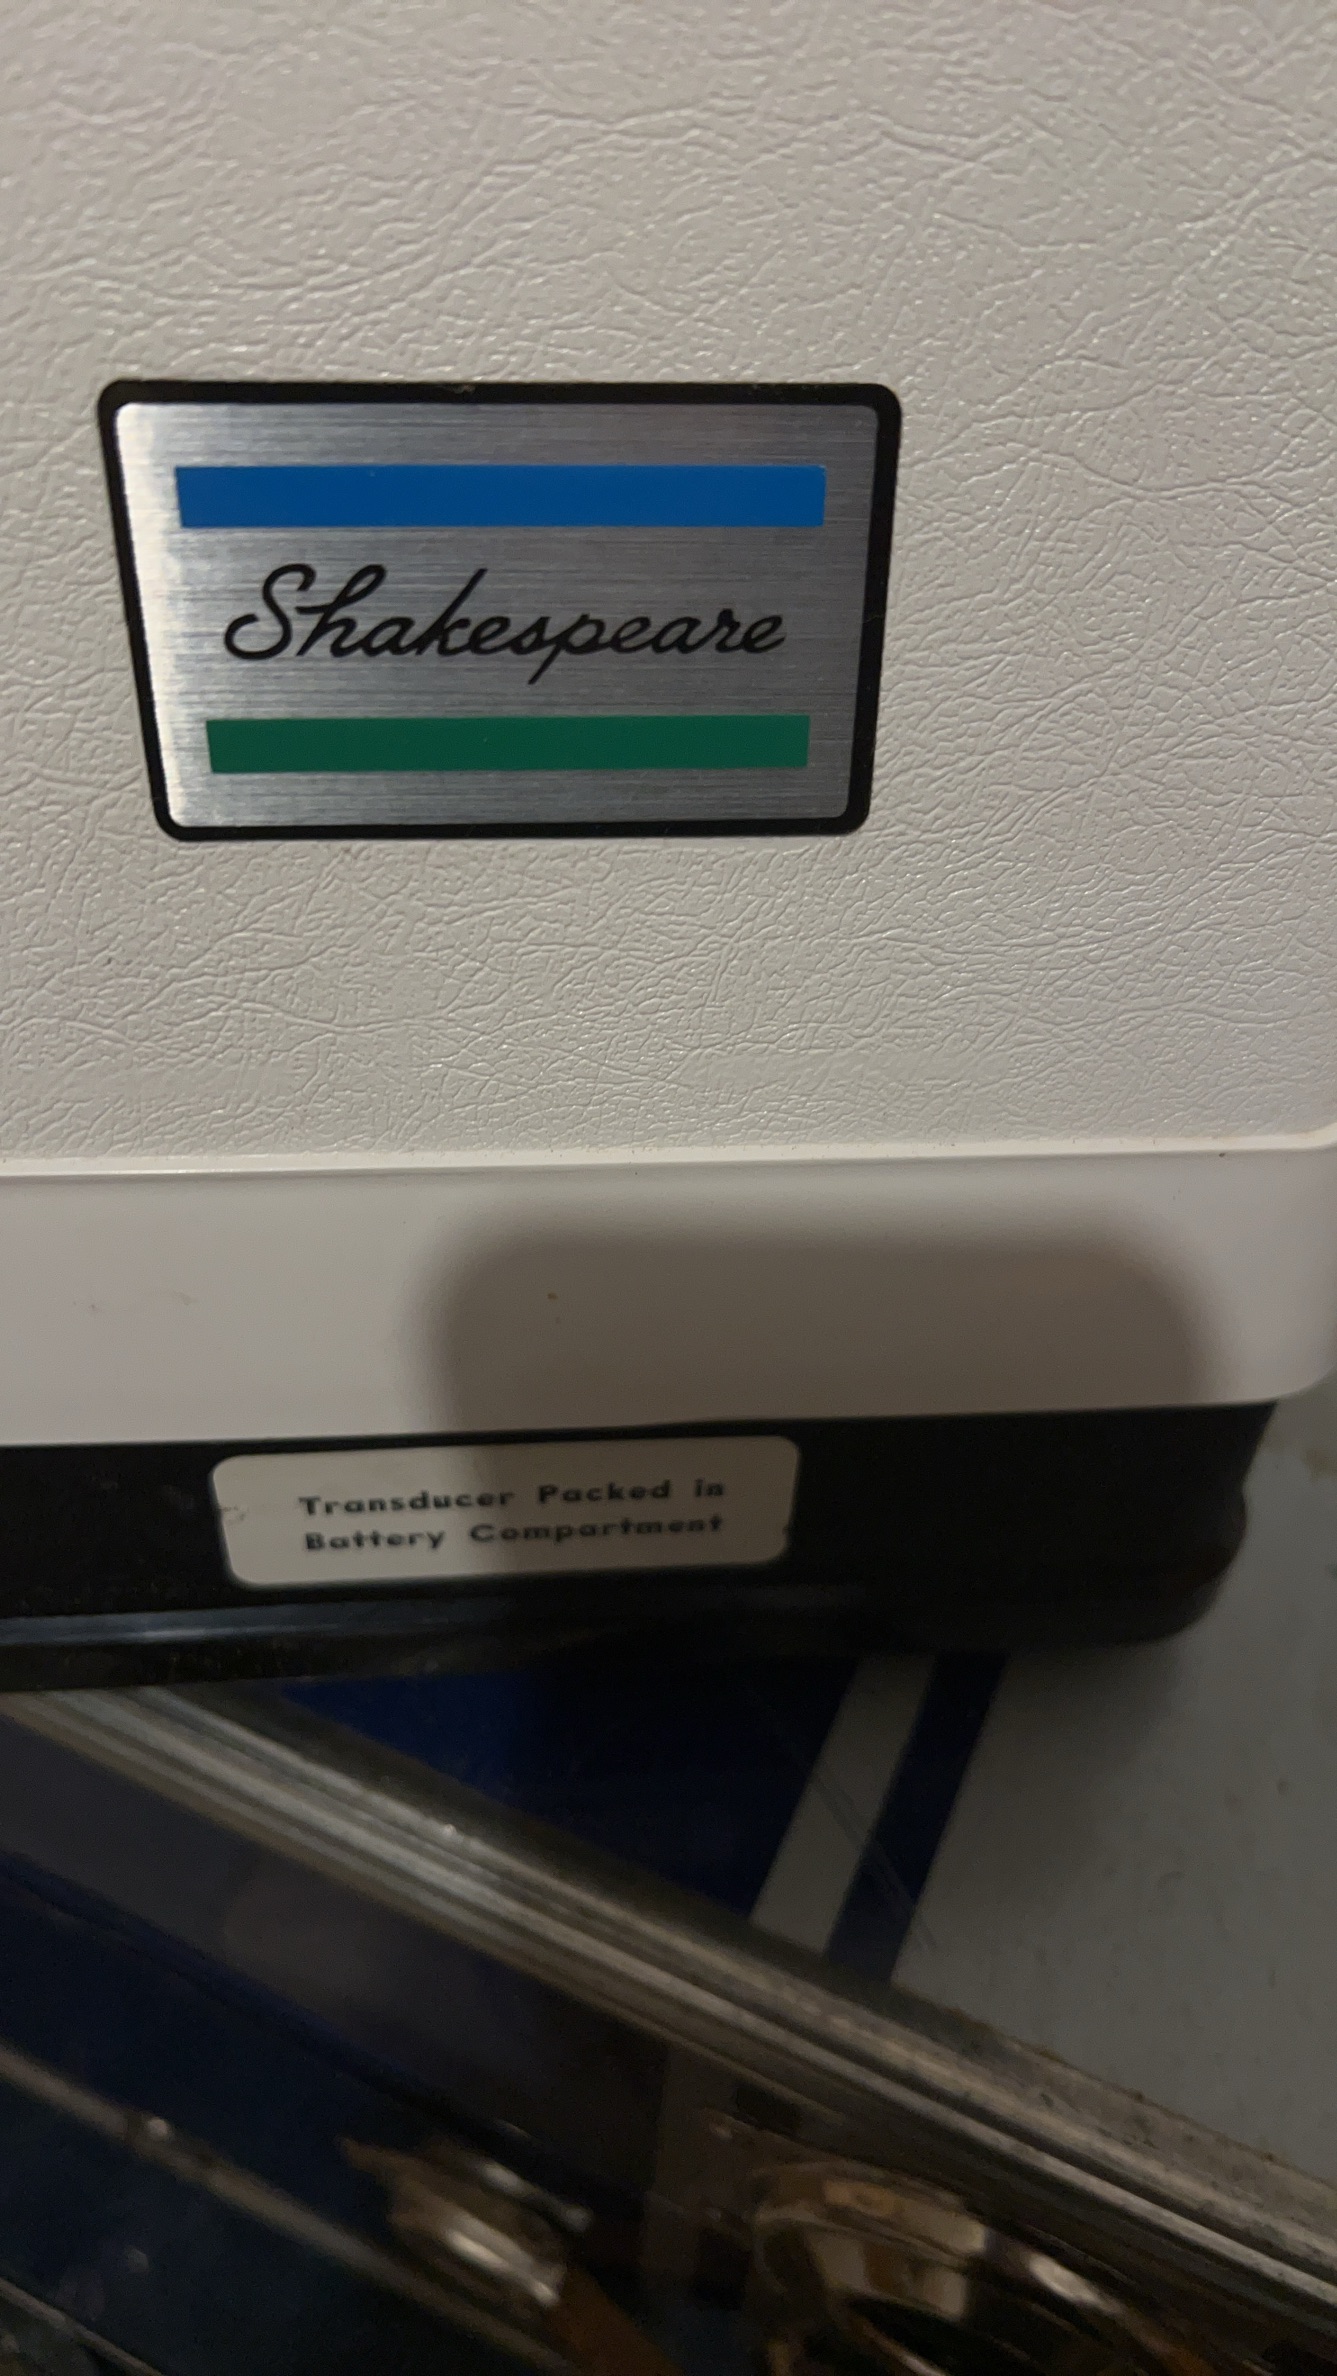 Shakespeare
Transducer Packed in
Battery Compartment